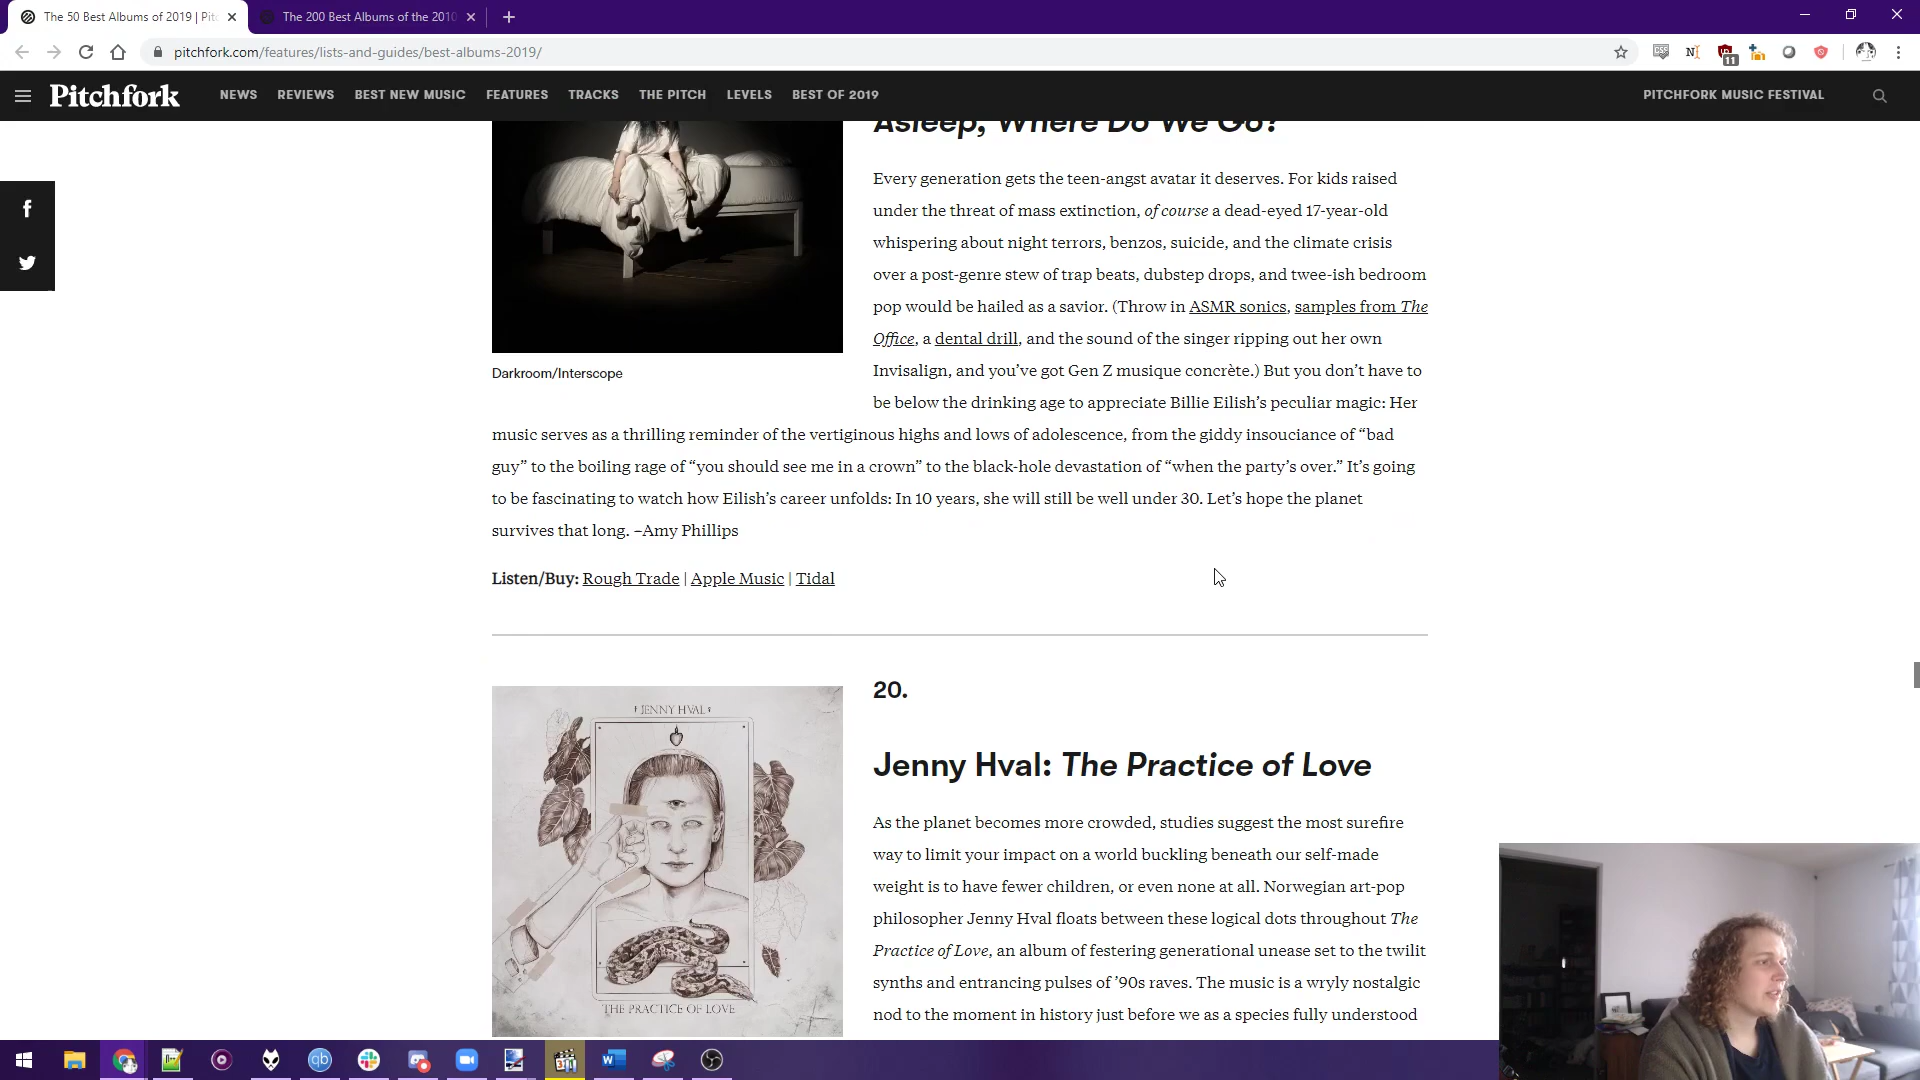 The 50 Best Albums of 2019 | Pit
The 200 Best Albums of the 2010
pitchfork.com/features/lists-and-guides/best-albums-2019/
11
Pitchfork
NEWS
REVIEWS
BEST NEW MUSIC
FEATURES
TRACKS
THE PITCH
LEVELS
BEST OF 2019
PITCHFORK MUSIC FESTIVAL
Asleep, Where Do We Go?
Every generation gets the teen-angst avatar it deserves. For kids raised
under the threat of mass extinction, of course a dead-eyed 17-year-old
whispering about night terrors, benzos, suicide, and the climate crisis
over a post-genre stew of trap beats, dubstep drops, and twee-ish bedroom
pop would be hailed as a savior. (Throw in ASMR sonics, samples from The
Office, a dental drill, and the sound of the singer ripping out her own
Invisalign, and you’ve got Gen Z musique concrète.) But you don’t have to
be below the drinking age to appreciate Billie Eilish’s peculiar magic: Her
music serves as a thrilling reminder of the vertiginous highs and lows of adolescence, from the giddy insouciance of “bad
guy” to the boiling rage of “you should see me in a crown” to the black-hole devastation of “when the party’s over.” It’s going
to be fascinating to watch how Eilish’s career unfolds: In 10 years, she will still be well under 30. Let’s hope the planet
survives that long. –Amy Phillips
Darkroom/Interscope
Listen/Buy: Rough Trade | Apple Music | Tidal
20.
Jenny Hval: The Practice of Love
As the planet becomes more crowded, studies suggest the most surefire
way to limit your impact on a world buckling beneath our self-made
weight is to have fewer children, or even none at all. Norwegian art-pop
philosopher Jenny Hval floats between these logical dots throughout The
Practice of Love, an album of festering generational unease set to the twilit
synths and entrancing pulses of ’90s raves. The music is a wryly nostalgic
nod to the moment in history just before we as a species fully understood
JENNY HVAL
THE PRACTICE OF LOVE